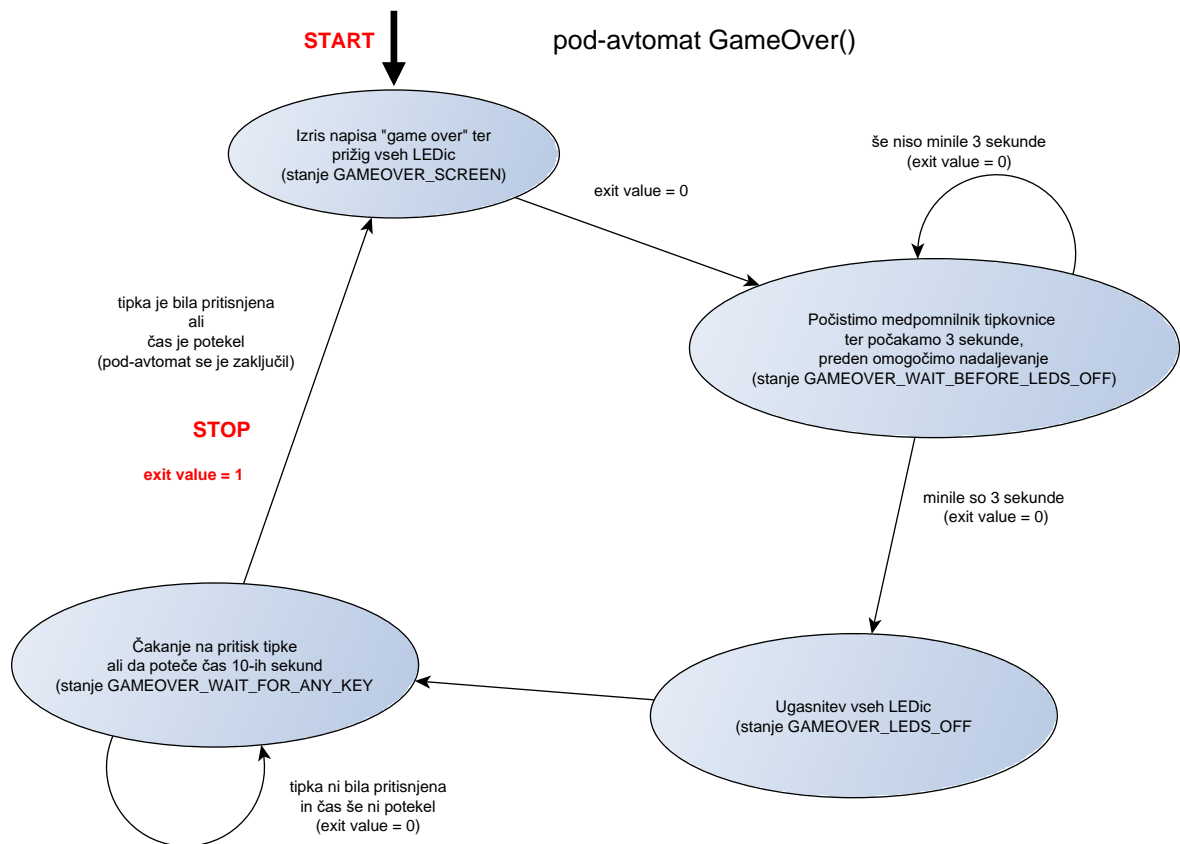 START
pod-avtomat GameOver()
Izris napisa "game over" ter
prižig vseh LEDic
(stanje GAMEOVER_SCREEN)
še niso minile 3 sekunde
(exit value = 0)
exit value = 0
tipka je bila pritisnjena
ali
čas je potekel
(pod-avtomat se je zaključil)
Počistimo medpomnilnik tipkovnice
ter počakamo 3 sekunde,
preden omogočimo nadaljevanje
(stanje GAMEOVER_WAIT_BEFORE_LEDS_OFF)
STOP
exit value = 1
minile so 3 sekunde
(exit value = 0)
Čakanje na pritisk tipke
ali da poteče čas 10-ih sekund
(stanje GAMEOVER_WAIT_FOR_ANY_KEY
Ugasnitev vseh LEDic
(stanje GAMEOVER_LEDS_OFF
tipka ni bila pritisnjena
in čas še ni potekel
(exit value = 0)